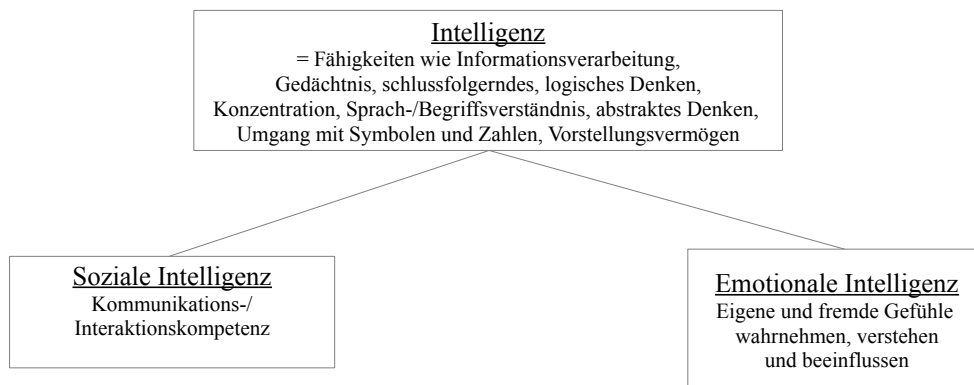 Intelligenz
= Fähigkeiten wie Informationsverarbeitung,
Gedächtnis, schlussfolgerndes, logisches Denken,
Konzentration, Sprach-/Begriffsverständnis, abstraktes Denken,
Umgang mit Symbolen und Zahlen, Vorstellungsvermögen
Soziale Intelligenz
Kommunikations-/
Interaktionskompetenz
Emotionale Intelligenz
Eigene und fremde Gefühle
wahrnehmen, verstehen
und beeinflussen